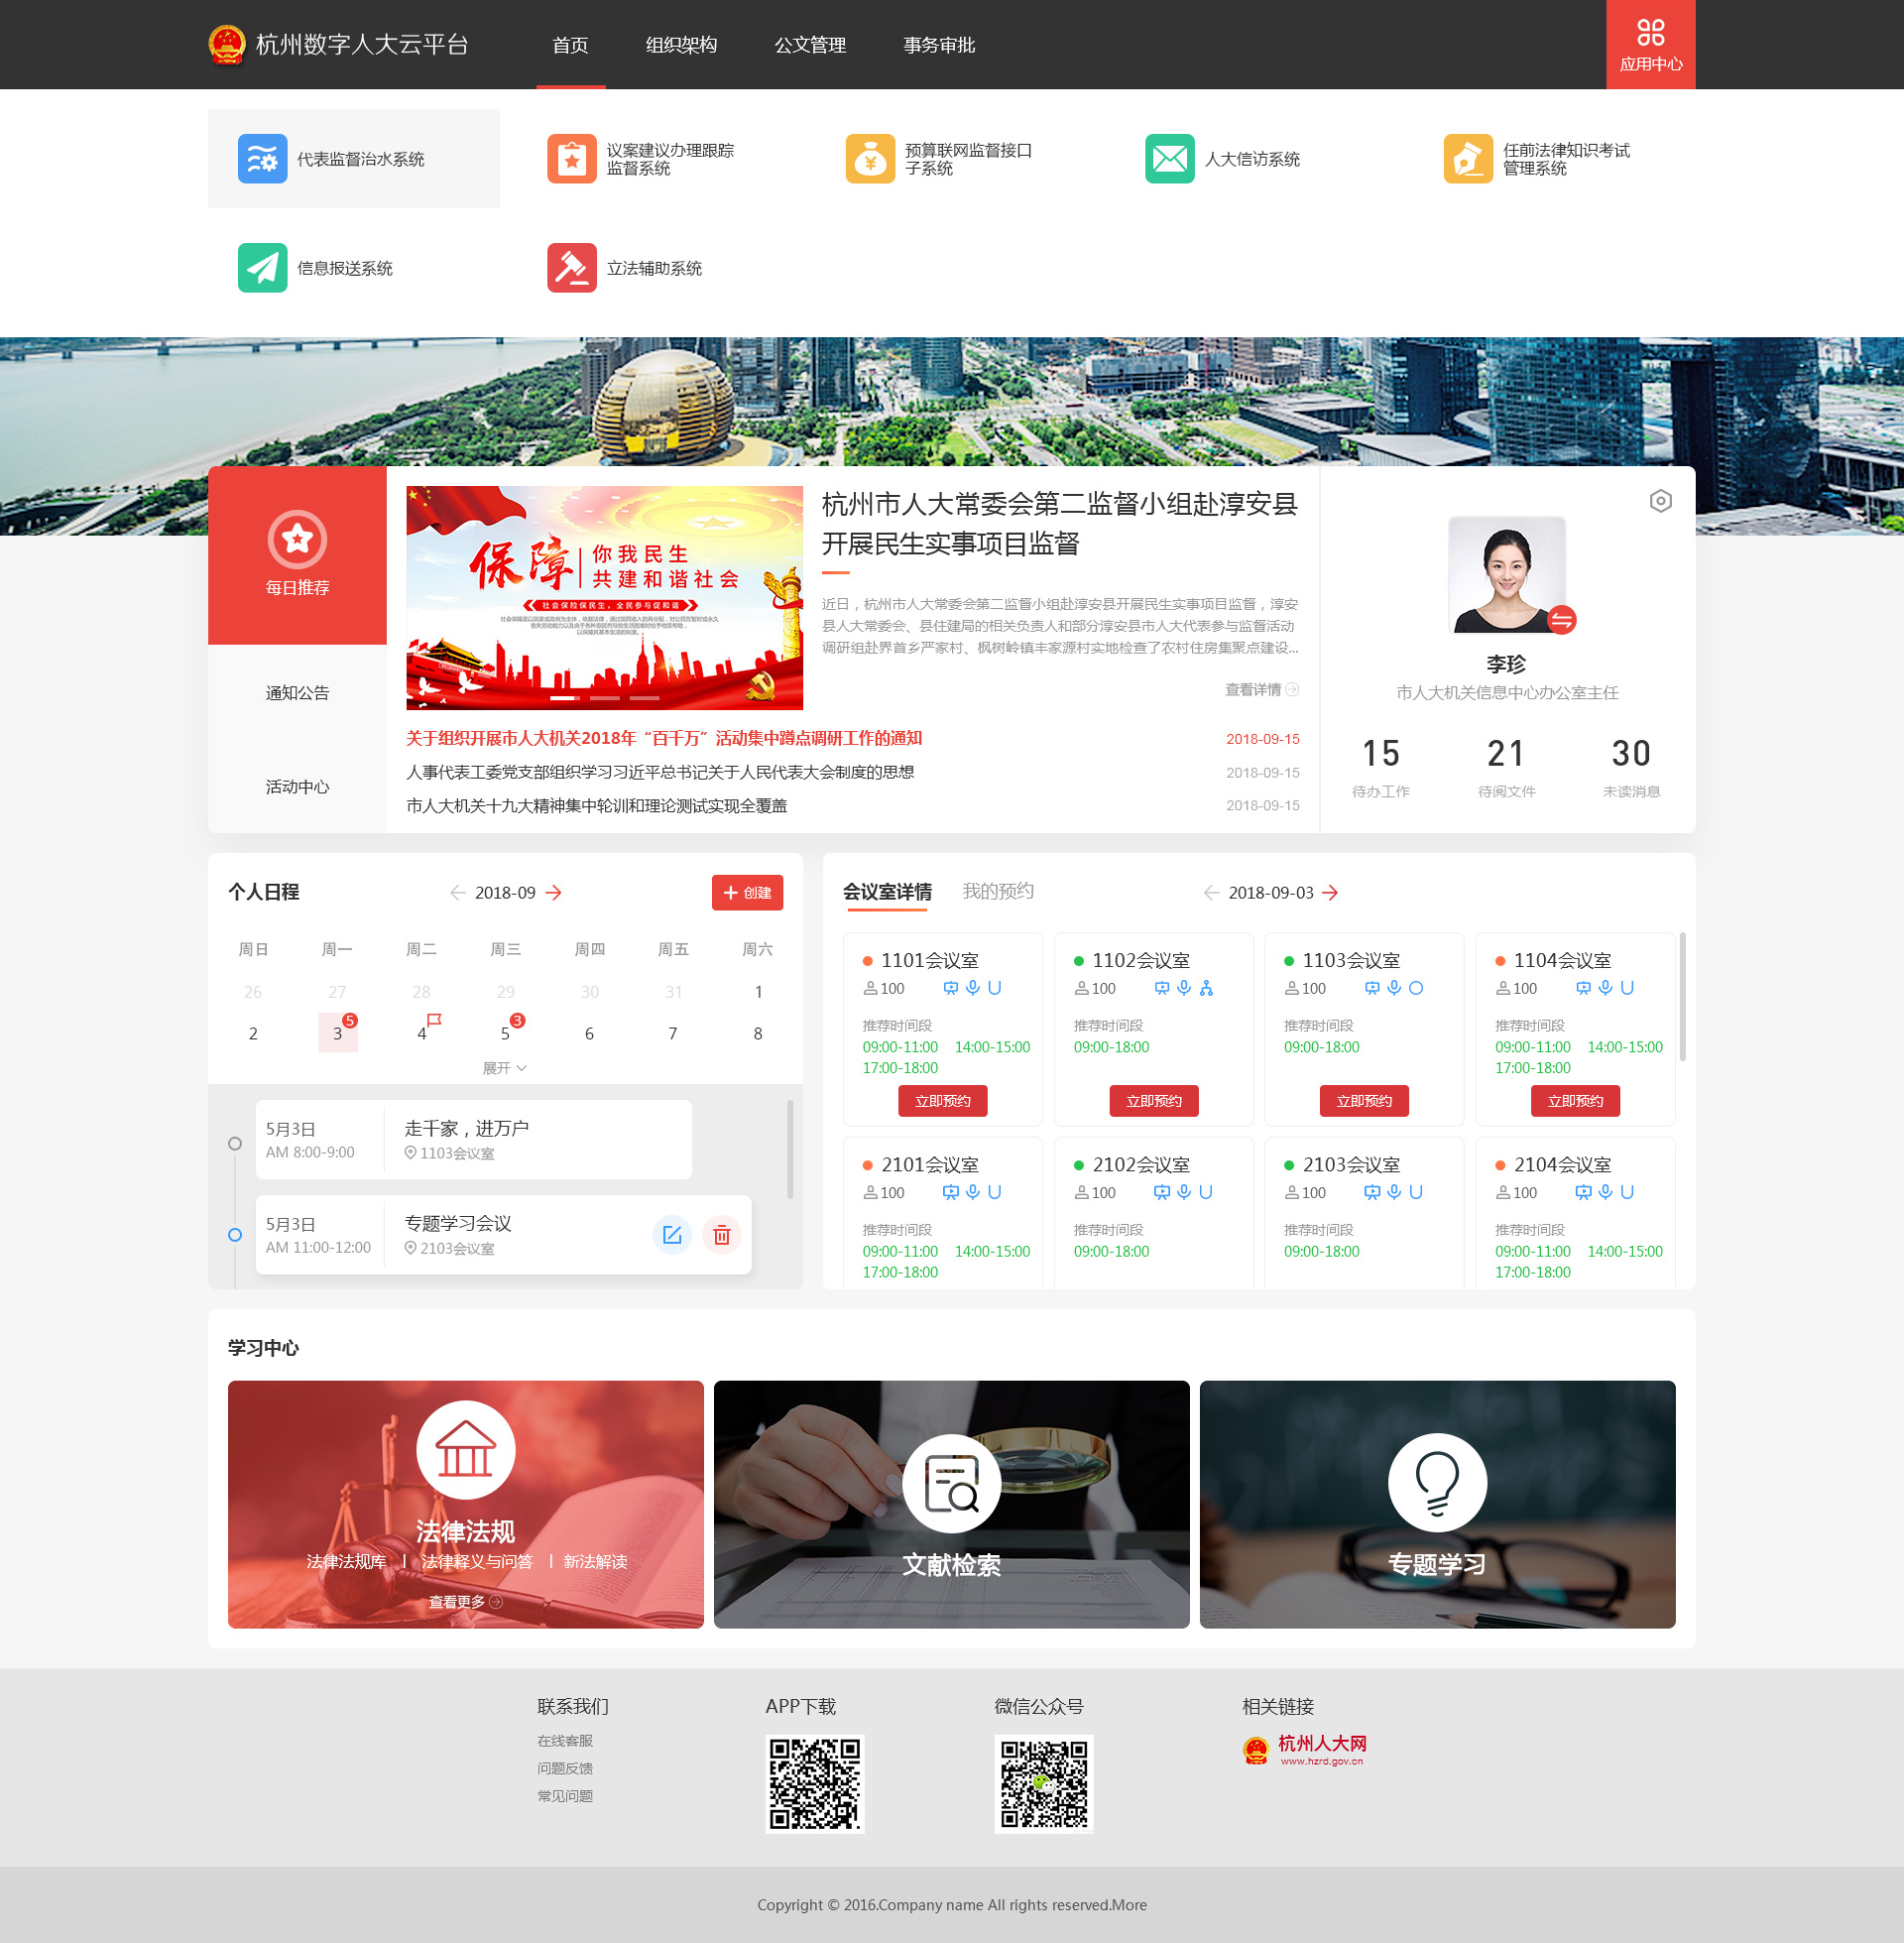 杭州数字人大云平台
首页
组织架构
公文管理
事务审批
应用中心
代表监督治水系统
议案建议办理跟踪
监督系统
预算联网监督接口
子系统
人大信访系统
任前法律知识考试
管理系统
信息报送系统
立法辅助系统
每日推荐
通知公告
活动中心
保障
你我民生
共建和谐社会
社会保险保民生，全民参与促和谐
杭州市人大常委会第二监督小组赴淳安县
开展民生实事项目监督
近日，杭州市人大常委会第二监督小组赴淳安县开展民生实事项目监督，淳安
县人大常委会、县住建局的相关负责人和部分淳安县市人大代表参与监督活动
调研组赴界首乡严家村、枫树岭镇丰家源村实地检查了农村住房集聚点建设...
查看详情
关于组织开展市人大机关2018年“百千万”活动集中蹲点调研工作的通知 2018-09-15
人事代表工委党支部组织学习习近平总书记关于人民代表大会制度的思想 2018-09-15
市人大机关十九大精神集中轮训和理论测试实现全覆盖 2018-09-15
李珍
市人大机关信息中心办公室主任
15 21 30
待办工作 待阅文件 未读消息
个人日程
2018-09
创建
周日 周一 周二 周三 周四 周五 周六
26 27 28 29 30 31 1
2 3 5 4 5 3 6 7 8
展开
5月3日
AM 8:00-9:00
走千家，进万户
1103会议室
5月3日
AM 11:00-12:00
专题学习会议
2103会议室
会议室详情
我的预约
2018-09-03
1101会议室
100
推荐时间段
09:00-11:00 14:00-15:00
17:00-18:00
立即预约
1102会议室
100
推荐时间段
09:00-18:00
立即预约
1103会议室
100
推荐时间段
09:00-18:00
立即预约
1104会议室
100
推荐时间段
09:00-11:00 14:00-15:00
17:00-18:00
立即预约
2101会议室
100
推荐时间段
09:00-11:00 14:00-15:00
17:00-18:00
2102会议室
100
推荐时间段
09:00-18:00
2103会议室
100
推荐时间段
09:00-18:00
2104会议室
100
推荐时间段
09:00-11:00 14:00-15:00
17:00-18:00
学习中心
法律法规
法律法规库 | 法律释义与问答 | 新法解读
查看更多
文献检索
专题学习
联系我们
在线客服
问题反馈
常见问题
APP下载
微信公众号
相关链接
杭州人大网
www.hzrd.gov.cn
Copyright © 2016.Company name All rights reserved.More